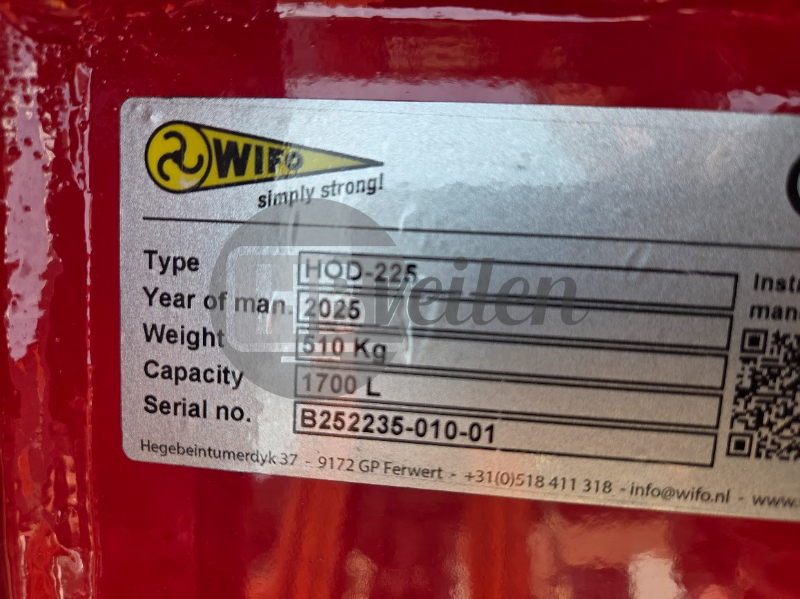 WIFO
simply strong!
Type HOD-225
Year of man. 2025
Weight 510 Kg
Capacity 1700 L
Serial no. B252235-010-01
Hegebeintumerdyk 37 - 9172 GP Ferwert - +31(0)518 411 318 - info@wifo.nl - www.
veilen